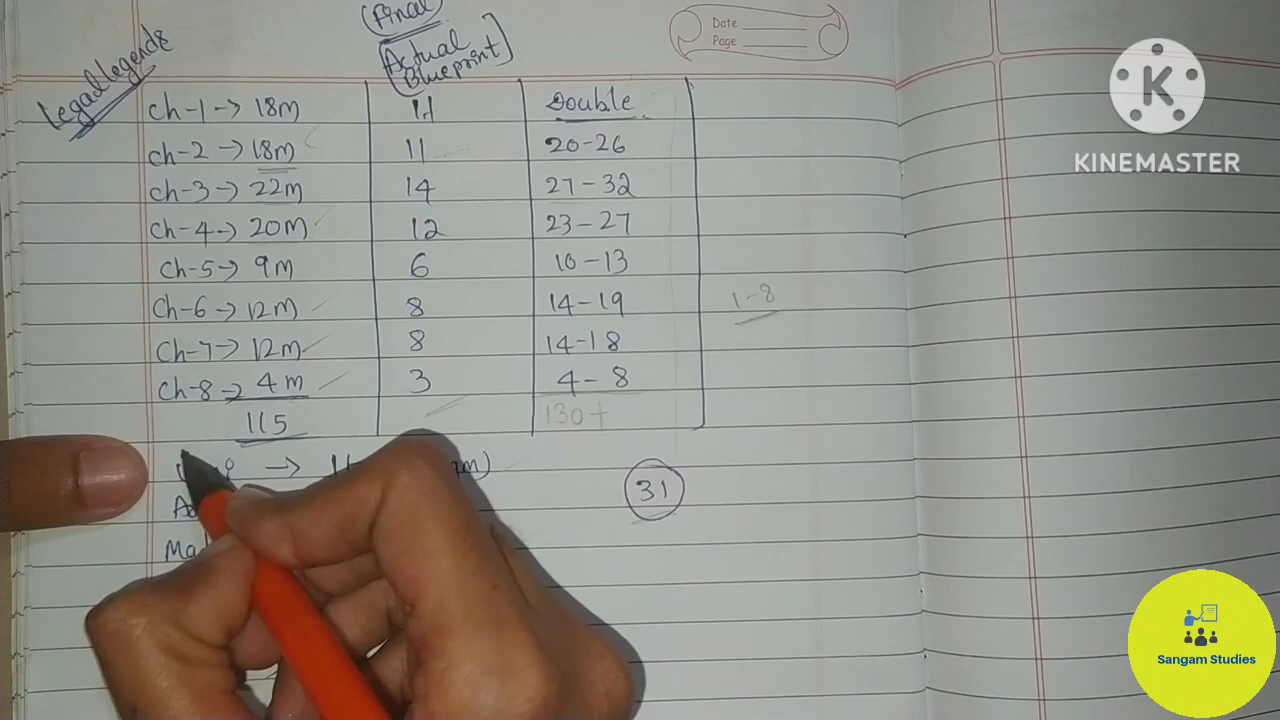 (Final)
Legal legends
(Actual Blueprint)
Date
Page
Ch-1 → 18m 11 Double
Ch-2 → 18m 11 20-26
Ch-3 → 22m 14 27-32
Ch-4 → 20m 12 23-27
Ch-5 → 9m 6 10-13
Ch-6 → 12m 8 14-19 1-8
Ch-7 → 12m 8 14-18
Ch-8 → 4m 3 4-8
115 130+
31
KINEMASTER
Sangam Studies